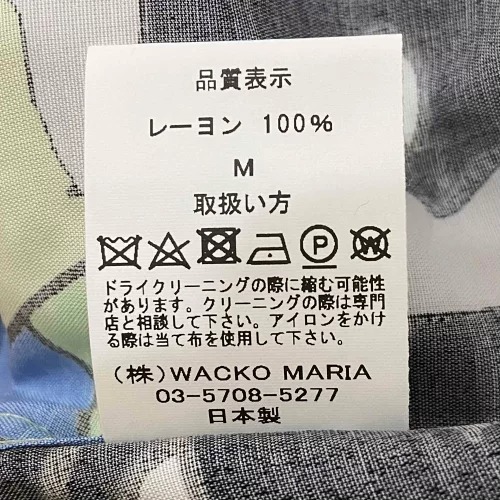 品質表示
レーヨン 100%
M
取扱い方
P
W
ドライクリーニングの際に縮む可能性
があります。クリーニングの際は専門
店と相談して下さい。アイロンをかけ
る際は当て布を使用して下さい。
(株)WACKO MARIA
03-5708-5277
日本製